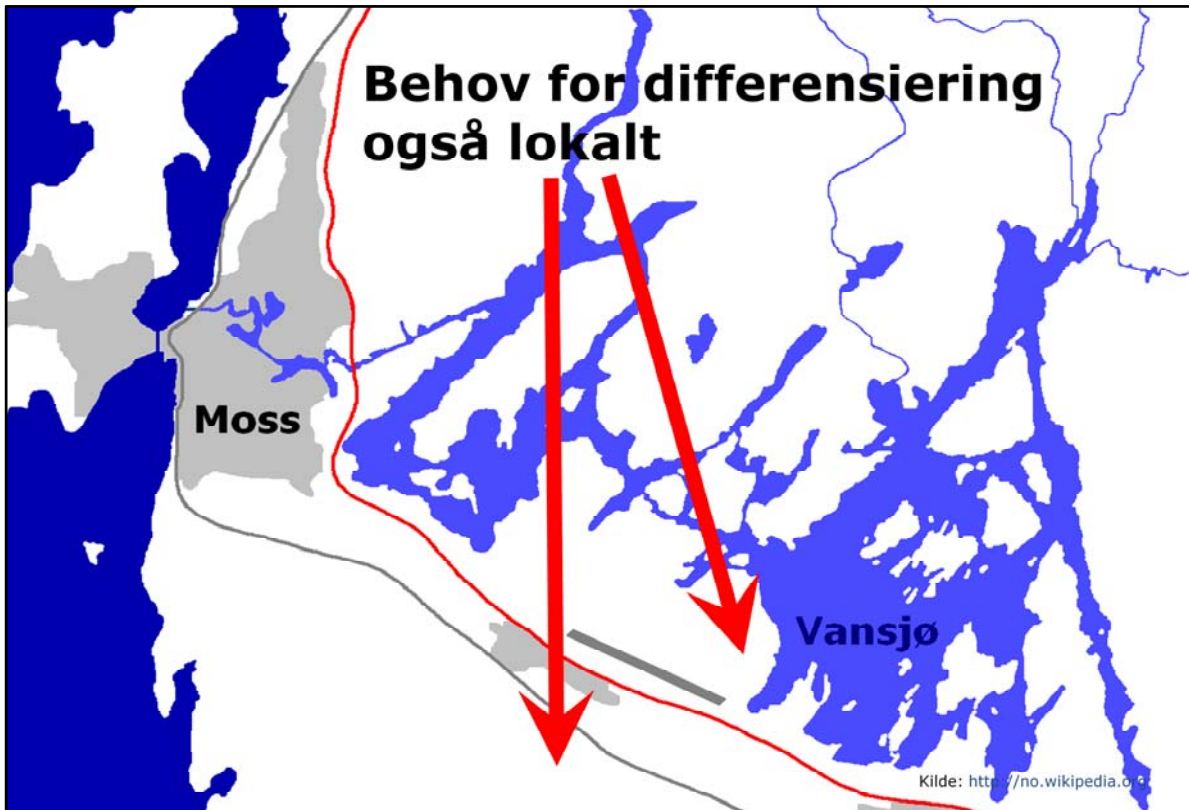 Behov for differensiering
også lokalt
Moss
Vansjø
Kilde: http://no.wikipedia.org